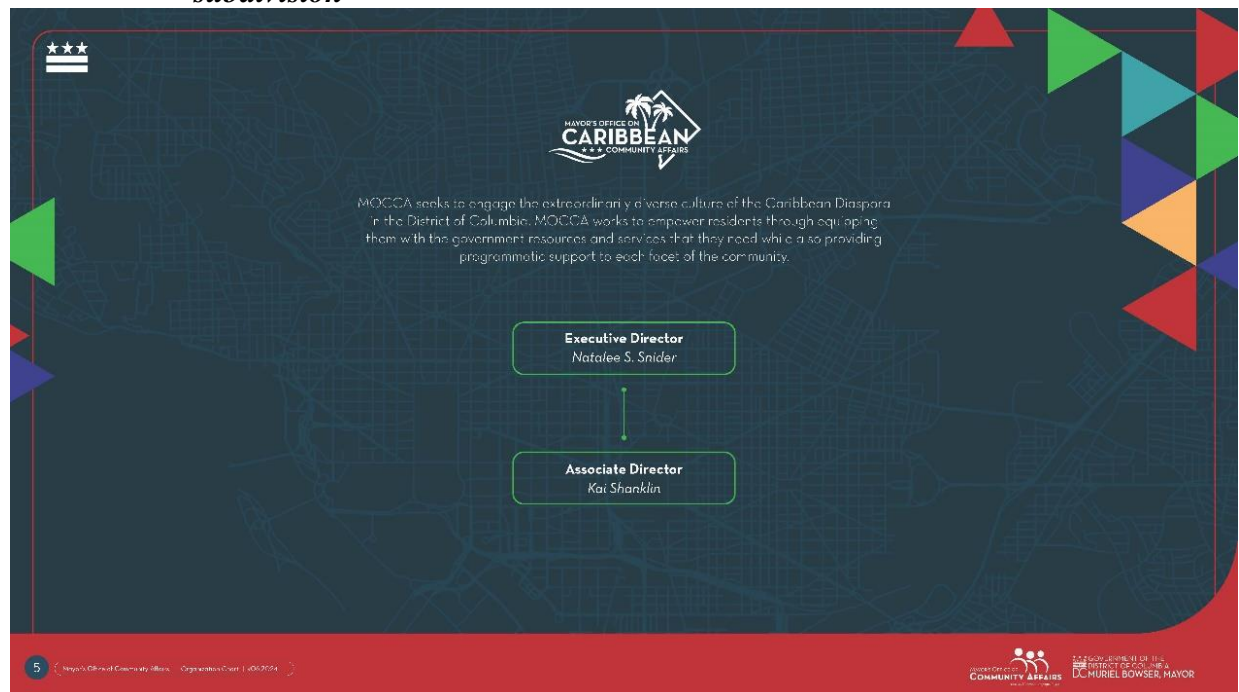 subdivision
MAYOR'S OFFICE ON
CARIBBEAN
COMMUNITY AFFAIRS
MOCCA seeks to engage the extraordinarily diverse culture of the Caribbean Diaspora
in the District of Columbia. MOCCA works to empower residents through equipping
them with the government resources and services that they need while also providing
programmatic support to each facet of the community.
Executive Director
Natalee S. Snider
Associate Director
Kai Shanklin
5
Mayor's Office of Community Affairs Organization Chart
MAYOR'S OFFICE OF
COMMUNITY AFFAIRS
GOVERNMENT OF THE
DISTRICT OF COLUMBIA
DC MURIEL BOWSER, MAYOR